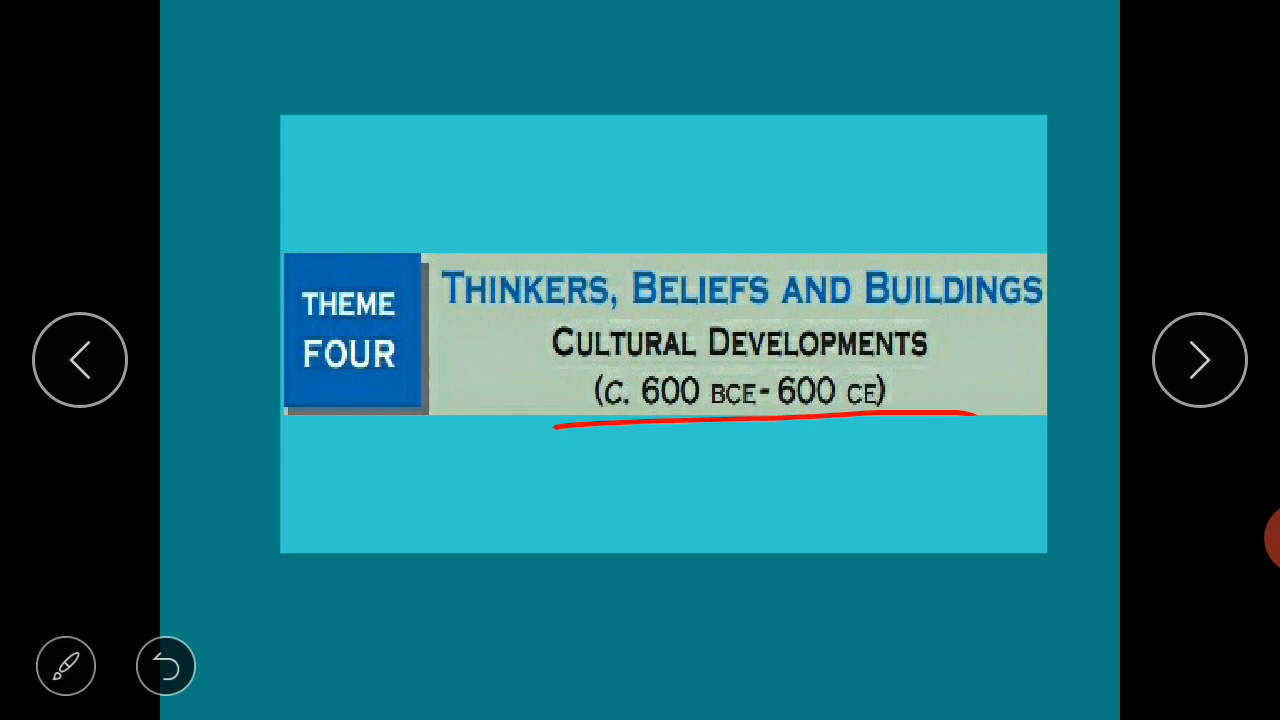 THEME
FOUR
THINKERS, BELIEFS AND BUILDINGS
CULTURAL DEVELOPMENTS
(C. 600 BCE - 600 CE)